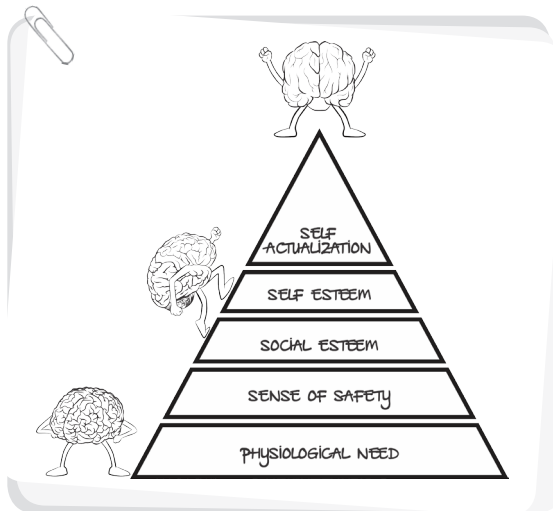 SELF
ACTUALIZATION
SELF ESTEEM
SOCIAL ESTEEM
SENSE OF SAFETY
PHYSIOLOGICAL NEED